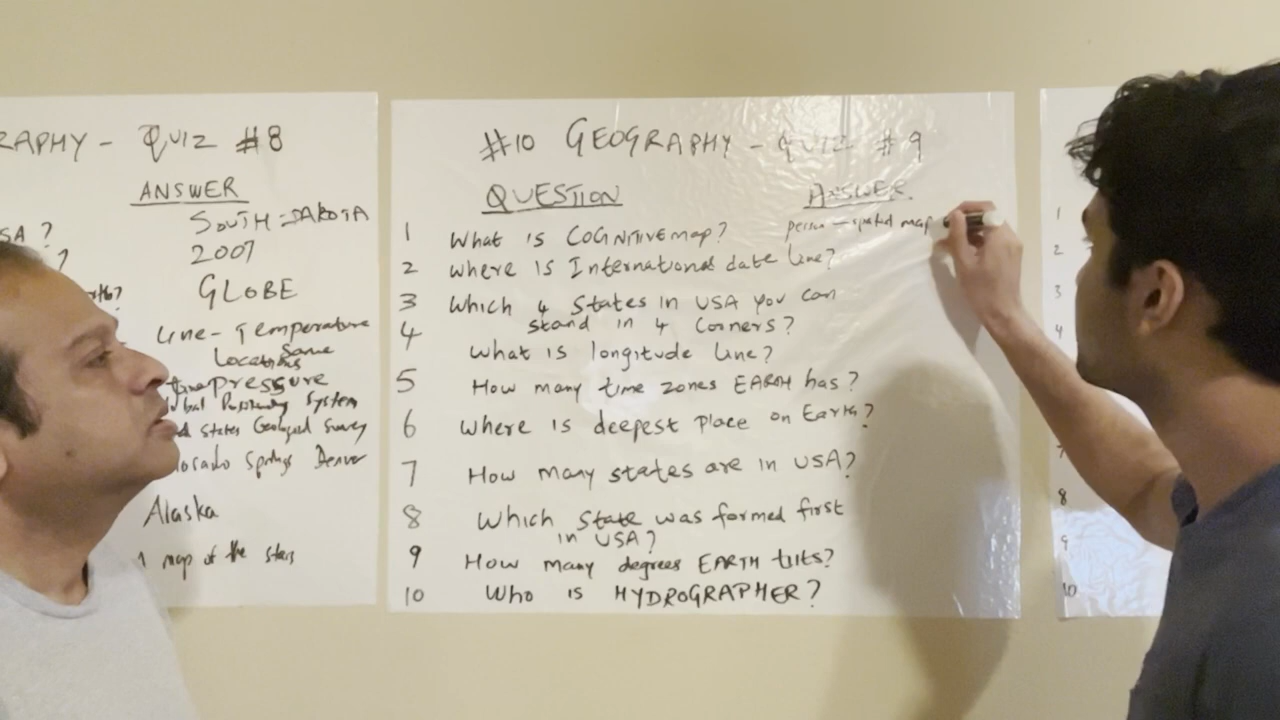 RAPHY - QUIZ #8
ANSWER
SA?
SOUTH-DAKOTA
?
2007
GLOBE
Line - Temperature
Locations Same
pressure
System
States Geological Survey
Springs Denver
Alaska
map of the stars
#10 GEOGRAPHY - QUIZ #9
QUESTION ANSWER
1 What is COGNITIVE map? person - spatial map
2 Where is International date line?
3 Which 4 States in USA you can
stand in 4 Corners?
4 What is longitude line?
5 How many time zones EARTH has?
6 Where is deepest place on Earth?
7 How many states are in USA?
8 Which state was formed first
in USA?
9 How many degrees EARTH tilts?
10 Who is HYDROGRAPHER?
1
2
3
4
7
8
9
10